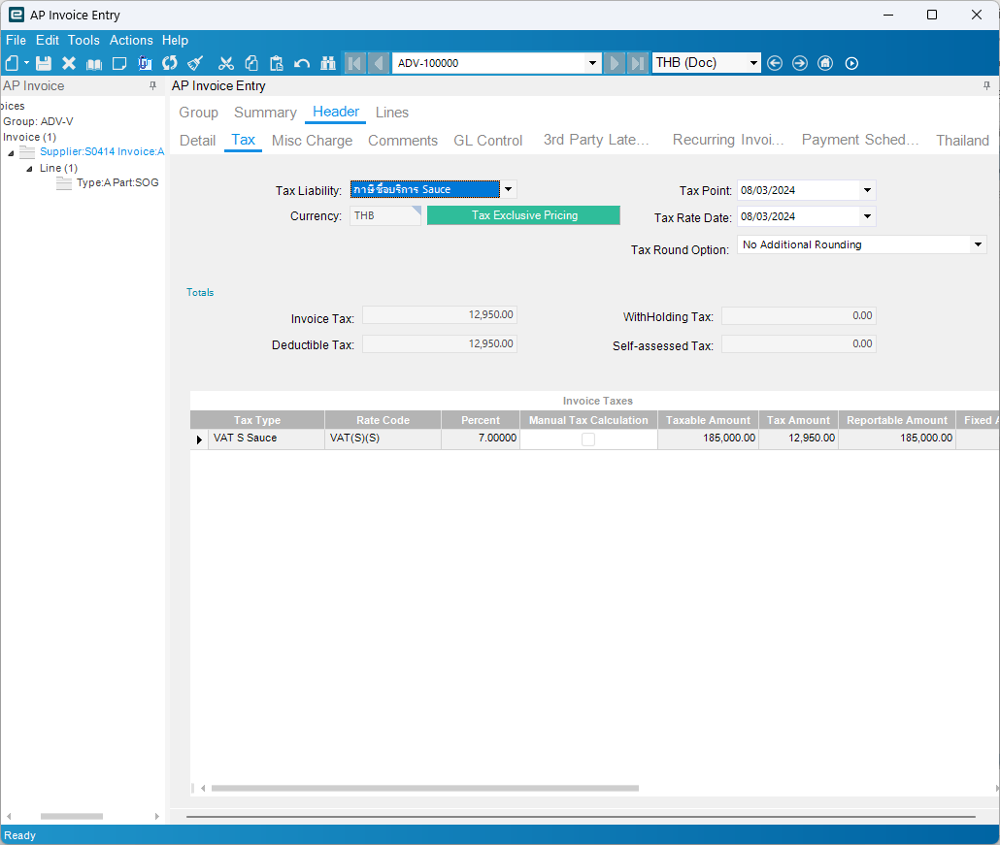 AP Invoice Entry
File Edit Tools Actions Help
ADV-100000 THB (Doc)
AP Invoice
oices
Group: ADV-V
Invoice (1)
Supplier:S0414 Invoice:A
Line (1)
Type:A Part:SOG
AP Invoice Entry
Group Summary Header Lines
Detail Tax Misc Charge Comments GL Control 3rd Party Late... Recurring Invoi... Payment Sched... Thailand
Tax Liability: ภาษีซื้อบริการ Sauce
Tax Point: 08/03/2024
Currency: THB Tax Exclusive Pricing
Tax Rate Date: 08/03/2024
Tax Round Option: No Additional Rounding
Totals
Invoice Tax: 12,950.00 WithHolding Tax: 0.00
Deductible Tax: 12,950.00 Self-assessed Tax: 0.00
Invoice Taxes
Tax Type Rate Code Percent Manual Tax Calculation Taxable Amount Tax Amount Reportable Amount Fixed A
VAT S Sauce VAT(S)(S) 7.00000 185,000.00 12,950.00 185,000.00
Ready